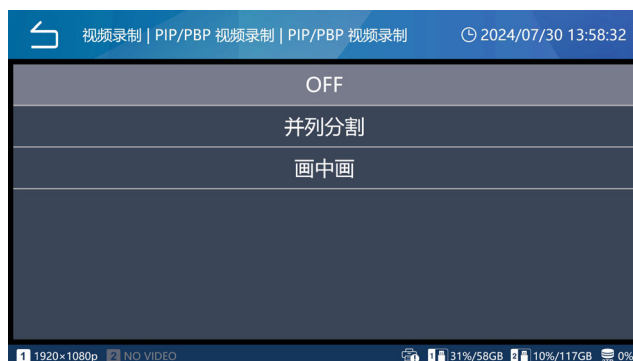 视频录制 | PIP/PBP 视频录制 | PIP/PBP 视频录制 2024/07/30 13:58:32
OFF
并列分割
画中画
1 1920×1080p 2 NO VIDEO 1 31%/58GB 2 10%/117GB 0%